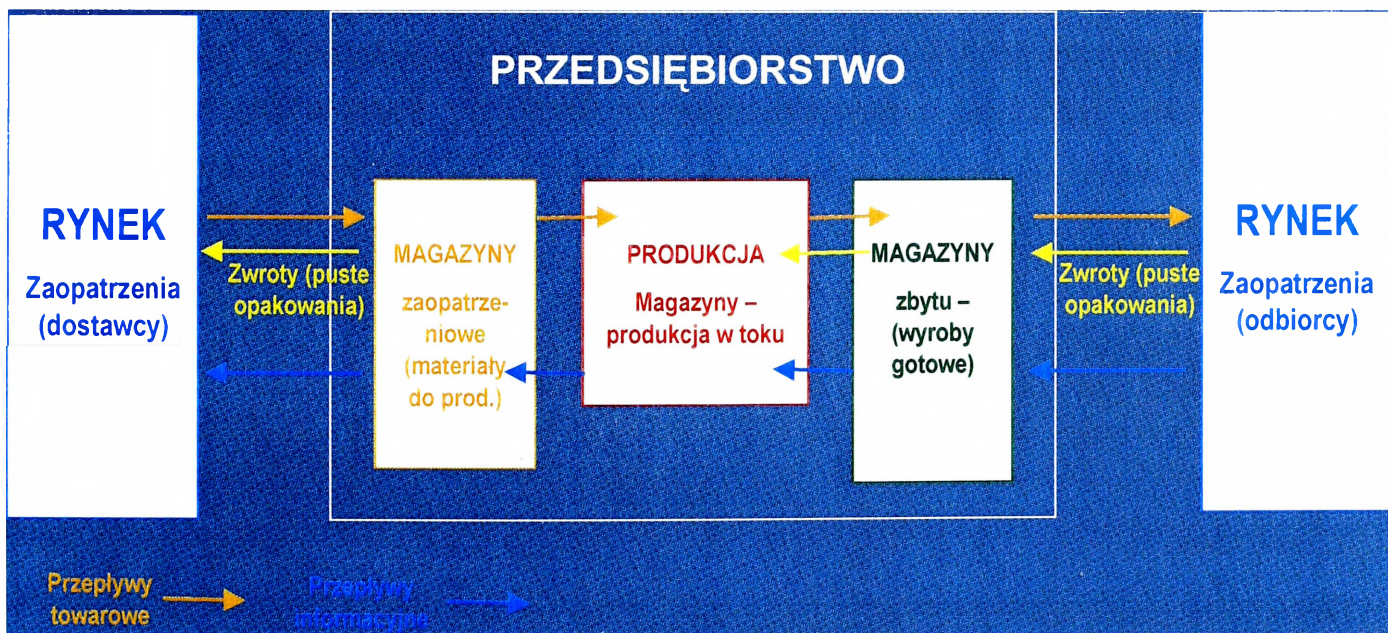 PRZEDSIĘBIORSTWO
RYNEK
Zaopatrzenia
(dostawcy)
Zwroty (puste
opakowania)
MAGAZYNY
zaopatrze-
niowe
(materiały
do prod.)
PRODUKCJA
Magazyny –
produkcja w toku
MAGAZYNY
zbytu –
(wyroby
gotowe)
Zwroty (puste
opakowania)
RYNEK
Zaopatrzenia
(odbiorcy)
Przepływy
towarowe
Przepływy
informacyjne